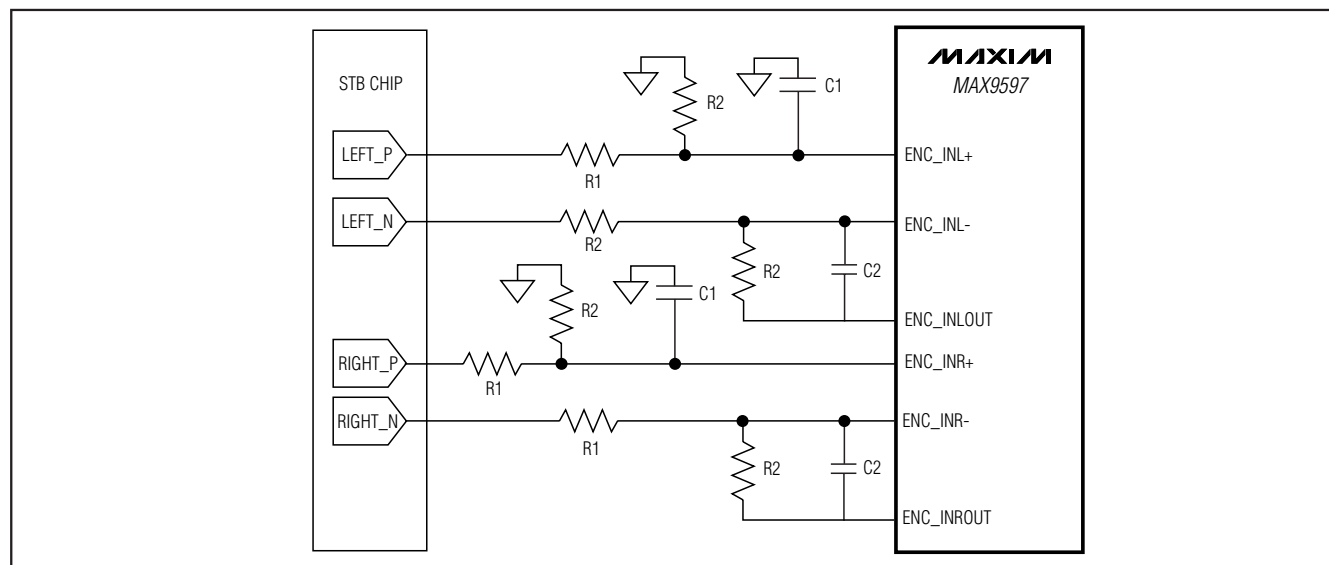 MAXIM
STB CHIP
MAX9597
R2
C1
LEFT_P
ENC_INL+
R1
LEFT_N
ENC_INL-
R2
R2
C2
R2
C1
ENC_INLOUT
RIGHT_P
ENC_INR+
R1
RIGHT_N
ENC_INR-
R1
R2
C2
ENC_INROUT